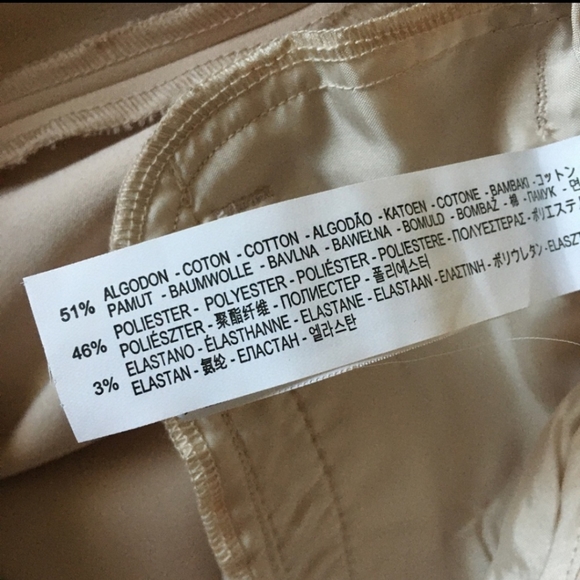 51% ALGODON - COTON - COTTON - ALGODÃO - KATOEN - COTONE - BAMBAKI - コットン
PAMUT - BAUMWOLLE - BAVLNA - BAWEŁNA - BOMULD - BOMBAŽ - 棉 - ПАМУК - 면
46% POLIESTER - POLYESTER - POLIÉSTER - POLIESTERE - ΠΟΛΥΕΣΤΕΡΑΣ - ポリエステ
POLIÉSZTER - 聚酯纤维 - ПОЛИЕСТЕР - 폴리에스터
3% ELASTANO - ÉLASTHANNE - ELASTANE - ELASTAAN - ΕΛΑΣΤΙΝΗ - ポリウレタン - ELASZ
ELASTAN - 氨纶 - ЕЛАСТАН - 엘라스탄